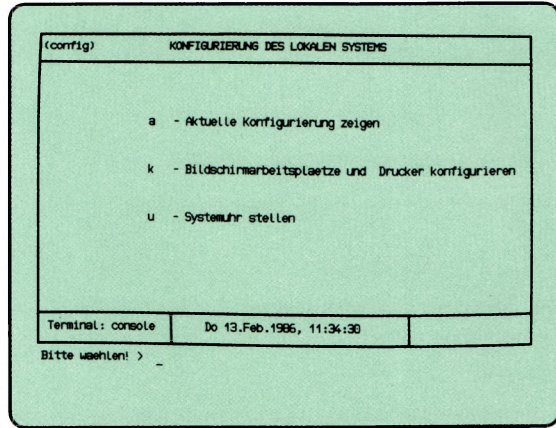 (config) KONFIGURIERUNG DES LOKALEN SYSTEMS
a - Aktuelle Konfigurierung zeigen
k - Bildschirmarbeitsplaetze und Drucker konfigurieren
u - Systemuhr stellen
Terminal: console Do 13.Feb.1986, 11:34:30
Bitte waehlen! > _